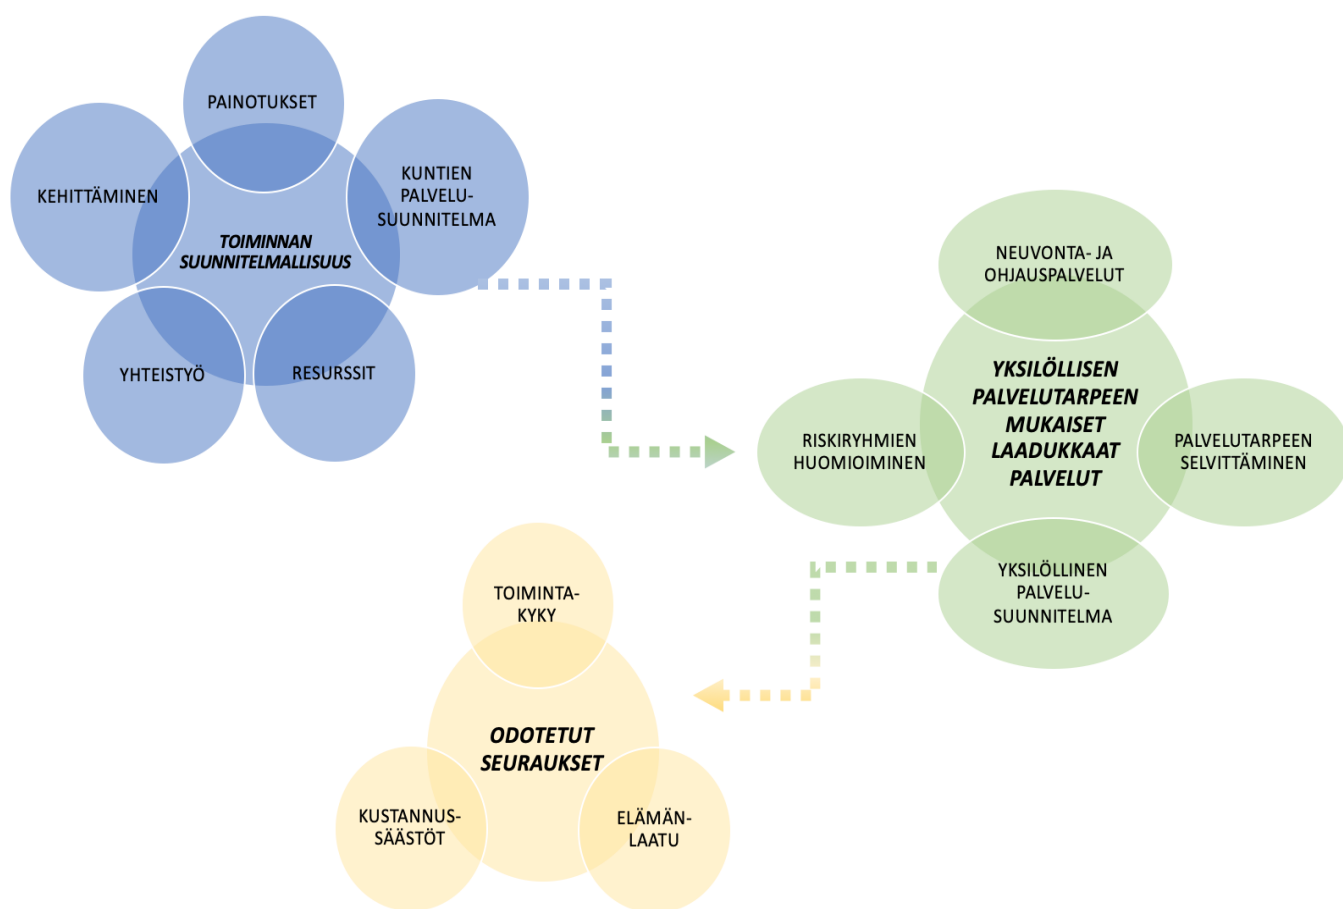 PAINOTUKSET
KEHITTÄMINEN
KUNTIEN
PALVELU-
SUUNNITELMA
TOIMINNAN
SUUNNITELMALLISUUS
YHTEISTYÖ
RESURSSIT
NEUVONTA- JA
OHJAUSPALVELUT
YKSILÖLLISEN
PALVELUTARPEEN
MUKAISET
LAADUKKAAT
PALVELUT
RISKIRYHMIEN
HUOMIOIMINEN
PALVELUTARPEEN
SELVITTÄMINEN
YKSILÖLLINEN
PALVELU-
SUUNNITELMA
TOIMINTA-
KYKY
ODOTETUT
SEURAUKSET
KUSTANNUS-
SÄÄSTÖT
ELÄMÄN-
LAATU